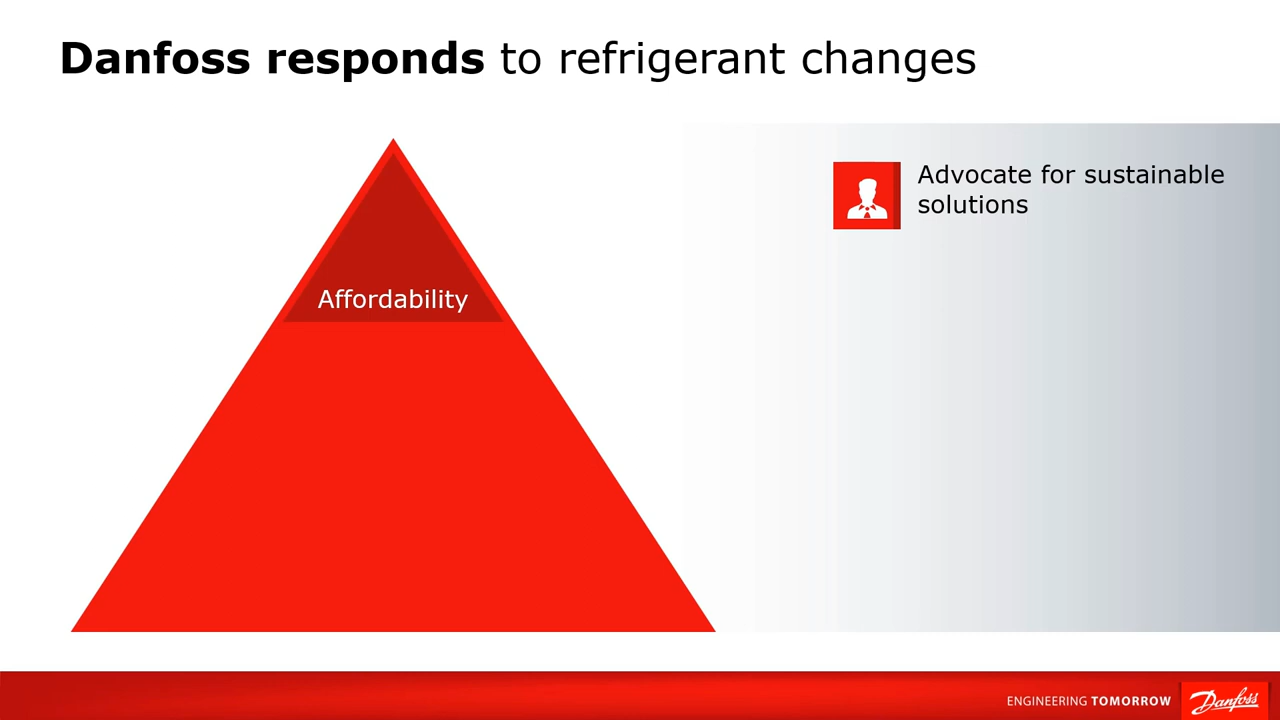 Danfoss responds to refrigerant changes
Affordability
Advocate for sustainable
solutions
ENGINEERING TOMORROW
Danfoss